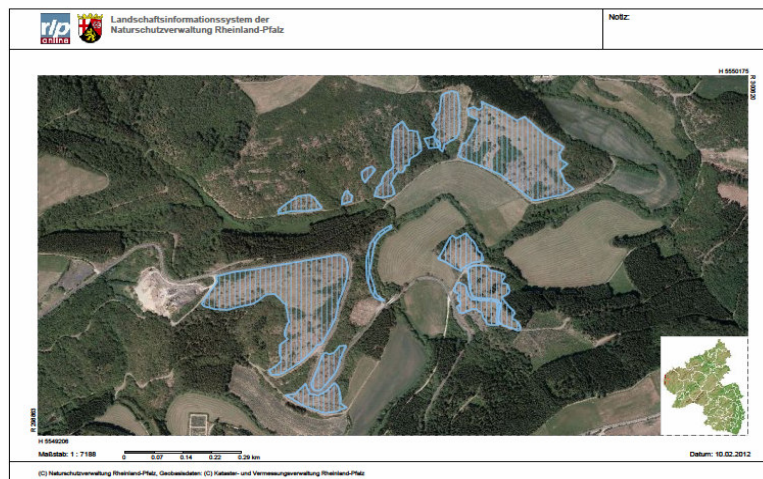 rlp
online
Landschaftsinformationssystem der
Naturschutzverwaltung Rheinland-Pfalz
Notiz:
H 5550175
H 5549206
Maßstab: 1 : 7188
0 0.07 0.14 0.22 0.29 km
Datum: 10.02.2012
(C) Naturschutzverwaltung Rheinland-Pfalz, Geobasisdaten: (C) Kataster- und Vermessungsverwaltung Rheinland-Pfalz